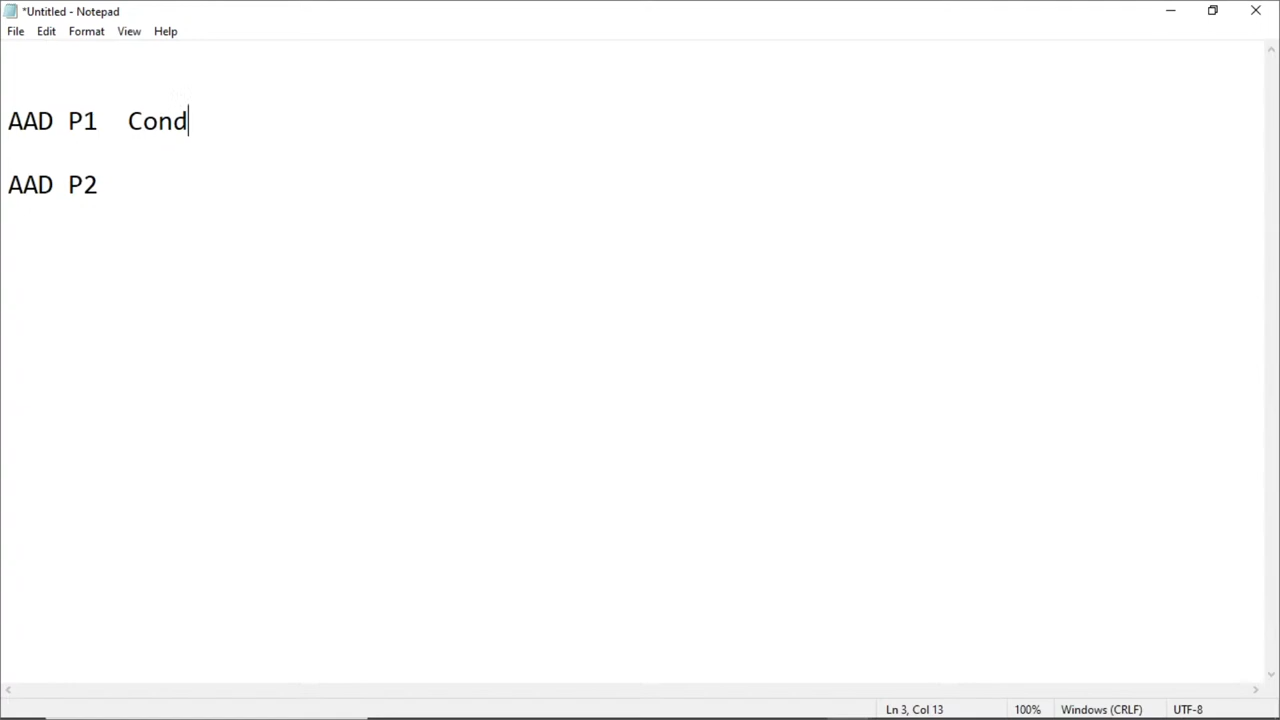 *Untitled - Notepad
File Edit Format View Help
AAD P1  Cond
AAD P2
Ln 3, Col 13 100% Windows (CRLF) UTF-8